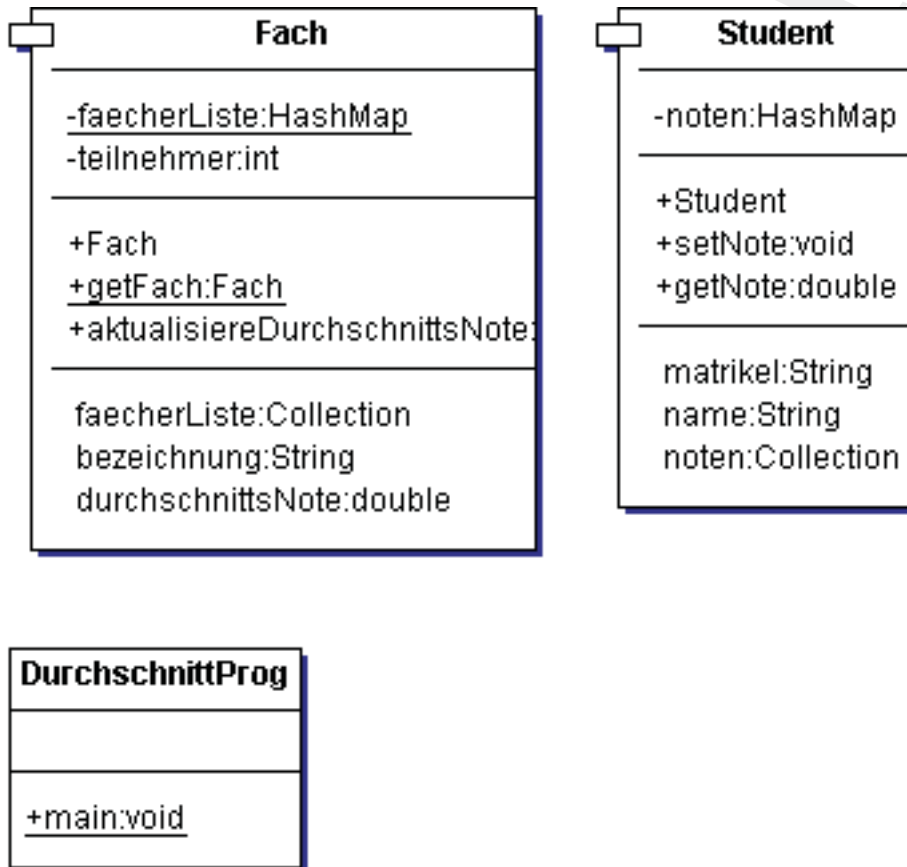 Fach
-faecherListe:HashMap
-teilnehmer:int
+Fach
+getFach:Fach
+aktualisiereDurchschnittsNote:
faecherListe:Collection
bezeichnung:String
durchschnittsNote:double
Student
-noten:HashMap
+Student
+setNote:void
+getNote:double
matrikel:String
name:String
noten:Collection
DurchschnittProg
+main:void